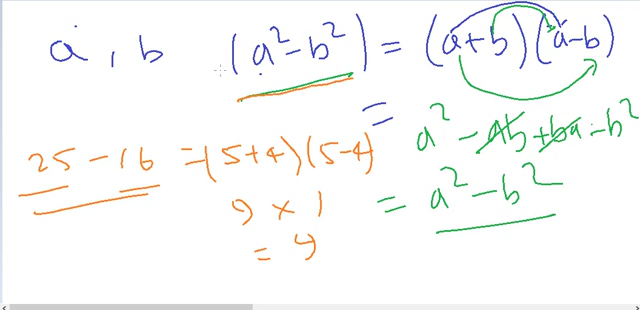 a , b (a² - b²) = (a+b)(a-b)
= a² - ab + ba - b²
25 - 16 = (5+4)(5-4) = a² - b²
9 × 1
= 9